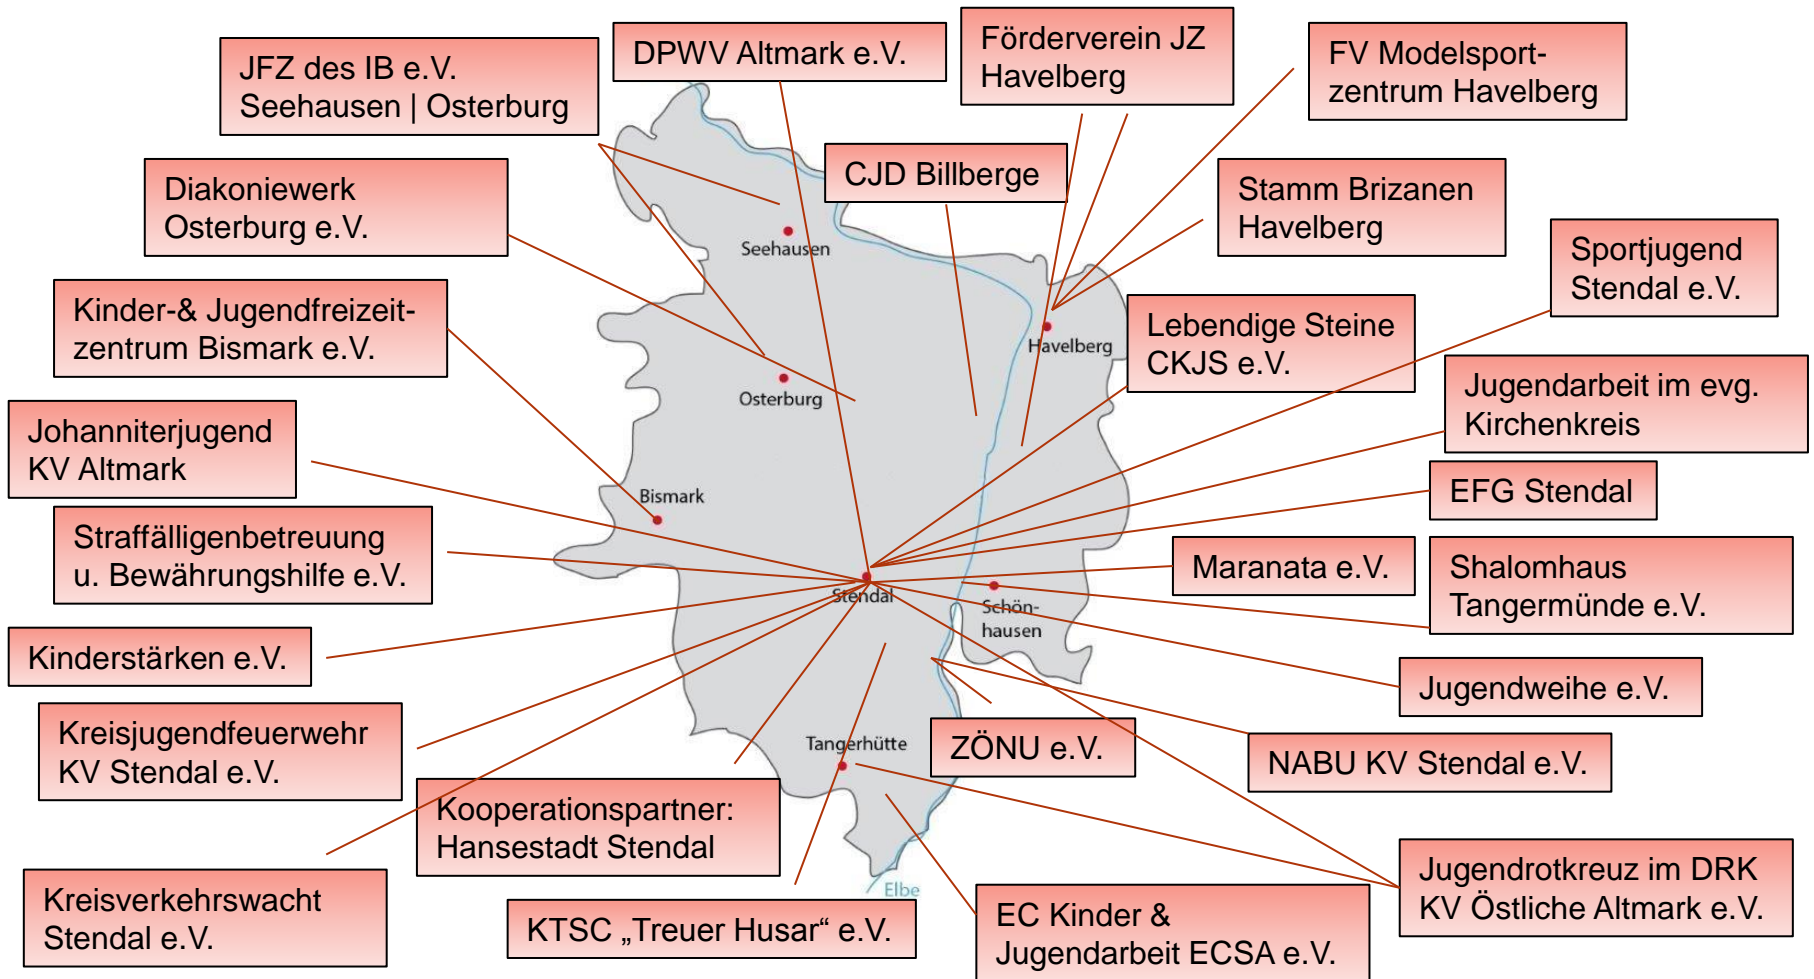 JFZ des IB e.V.
Seehausen | Osterburg
DPWV Altmark e.V.
Förderverein JZ
Havelberg
FV Modelsport-
zentrum Havelberg
Diakoniewerk
Osterburg e.V.
CJD Billberge
Stamm Brizanen
Havelberg
Sportjugend
Stendal e.V.
Kinder-& Jugendfreizeit-
zentrum Bismark e.V.
Lebendige Steine
CKJS e.V.
Jugendarbeit im evg.
Kirchenkreis
Johanniterjugend
KV Altmark
EFG Stendal
Straffälligenbetreuung
u. Bewährungshilfe e.V.
Maranata e.V.
Shalomhaus
Tangermünde e.V.
Kinderstärken e.V.
Jugendweihe e.V.
Kreisjugendfeuerwehr
KV Stendal e.V.
ZÖNU e.V.
NABU KV Stendal e.V.
Kooperationspartner:
Hansestadt Stendal
Kreisverkehrswacht
Stendal e.V.
KTSC „Treuer Husar“ e.V.
EC Kinder &
Jugendarbeit ECSA e.V.
Jugendrotkreuz im DRK
KV Östliche Altmark e.V.
Seehausen
Havelberg
Osterburg
Bismark
Stendal
Schön-
hausen
Tangerhütte
Elbe